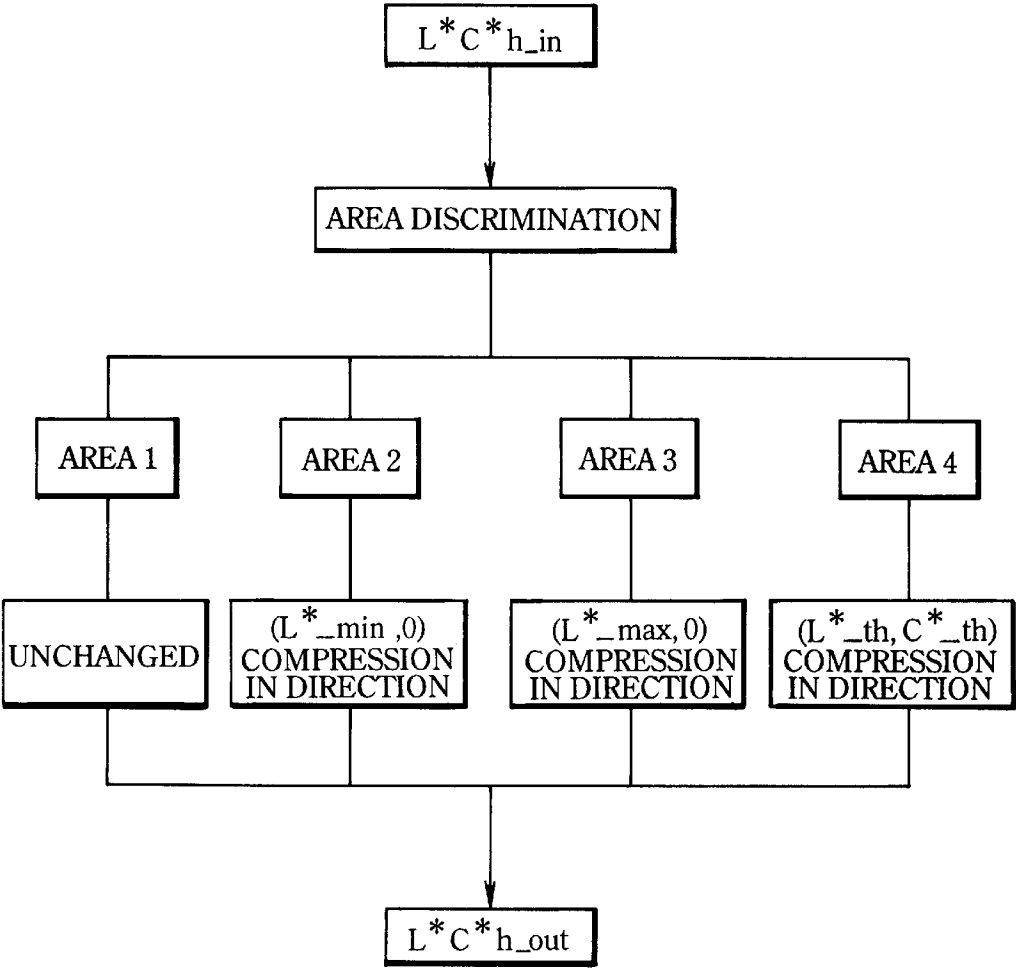 L*C*h_in
AREA DISCRIMINATION
AREA 1
AREA 2
AREA 3
AREA 4
UNCHANGED
(L*_min ,0)
COMPRESSION
IN DIRECTION
(L*_max, 0)
COMPRESSION
IN DIRECTION
(L*_th, C*_th)
COMPRESSION
IN DIRECTION
L*C*h_out